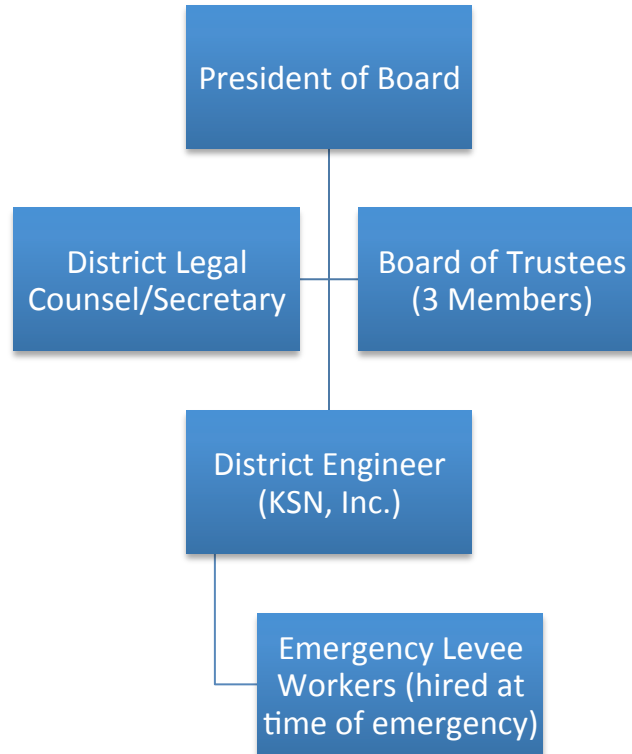 President of Board
District Legal
Counsel/Secretary
Board of Trustees
(3 Members)
District Engineer
(KSN, Inc.)
Emergency Levee
Workers (hired at
time of emergency)